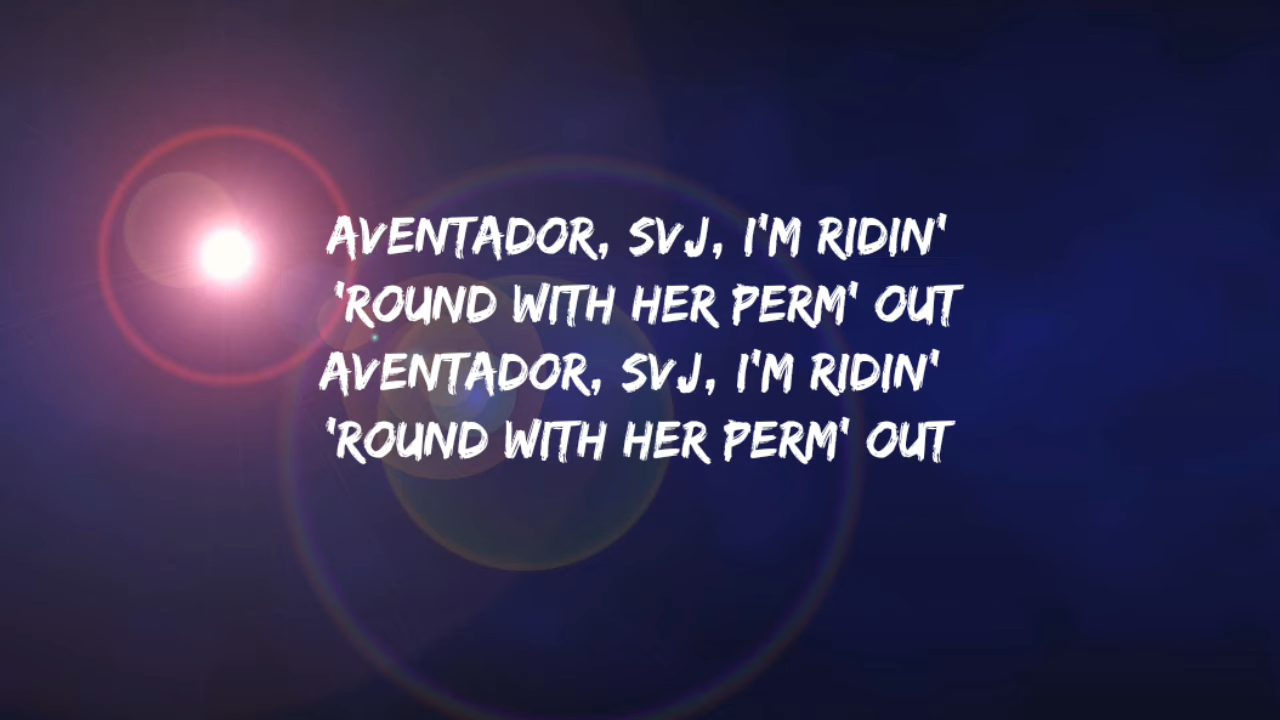 AVENTADOR, SVJ, I'M RIDIN'
'ROUND WITH HER PERM' OUT
AVENTADOR, SVJ, I'M RIDIN'
'ROUND WITH HER PERM' OUT